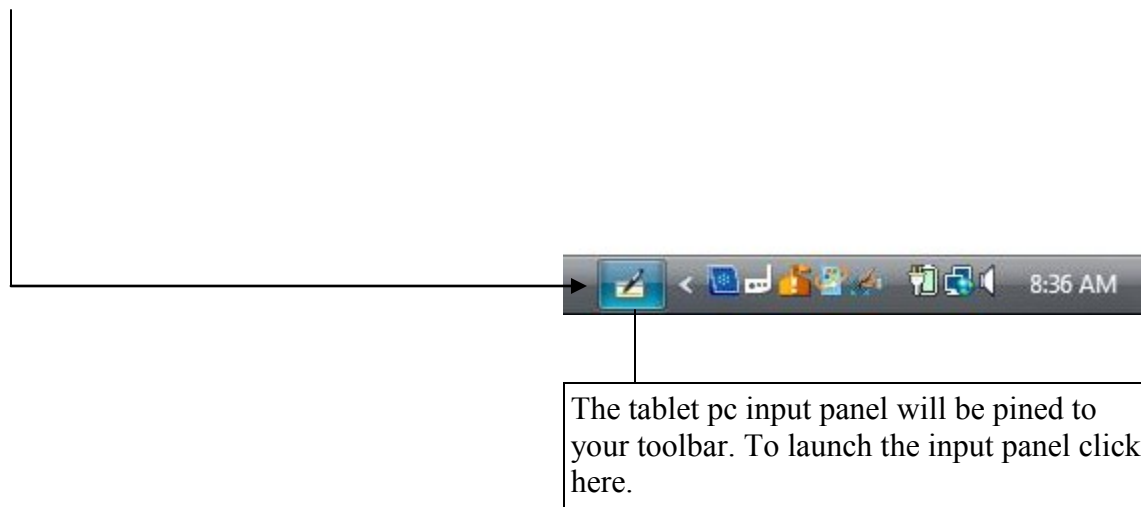 8:36 AM
The tablet pc input panel will be pined to
your toolbar. To launch the input panel click
here.